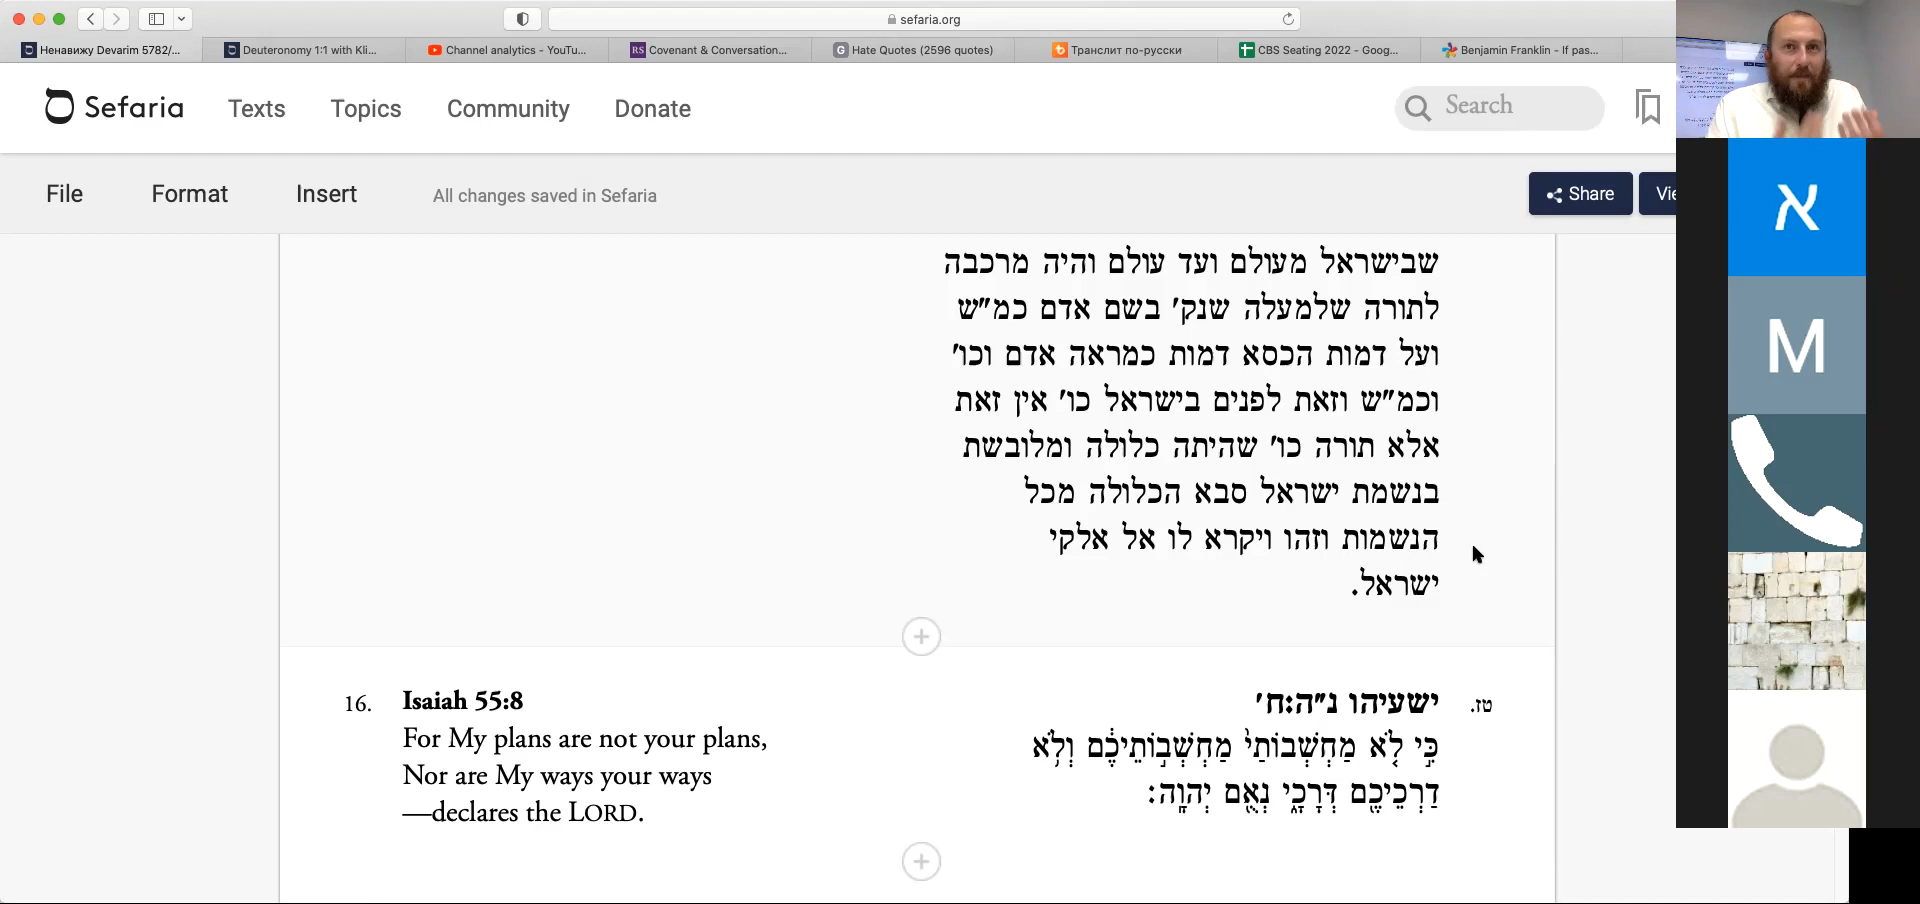 sefaria.org
Ненавижу Devarim 5782/...
Deuteronomy 1:1 with Kli...
Channel analytics - YouTu...
RS Covenant & Conversation...
G Hate Quotes (2596 quotes)
Транслит по-русски
CBS Seating 2022 - Goog...
Benjamin Franklin - If pas...
Sefaria Texts Topics Community Donate
Search
File Format Insert
All changes saved in Sefaria
Share
Vie
שבישראל מעולם ועד עולם והיה מרכבה
לתורה שלמעלה שנק' בשם אדם כמ"ש
ועל דמות הכסא דמות כמראה אדם וכו'
וכמ"ש וזאת לפנים בישראל כו' אין זאת
אלא תורה כו' שהיתה כלולה ומלובשת
בנשמת ישראל סבא הכלולה מכל
הנשמות וזהו ויקרא לו אל אלקי
ישראל.
16. Isaiah 55:8
For My plans are not your plans,
Nor are My ways your ways
—declares the LORD.
טז. ישעיהו נ"ה:ח'
כִּ֣י לֹ֤א מַחְשְׁבוֹתַי֙ מַחְשְׁב֣וֹתֵיכֶ֔ם וְלֹ֥א
דַרְכֵיכֶ֖ם דְּרָכָ֑י נְאֻ֖ם יְהֹוָֽה׃
א
M